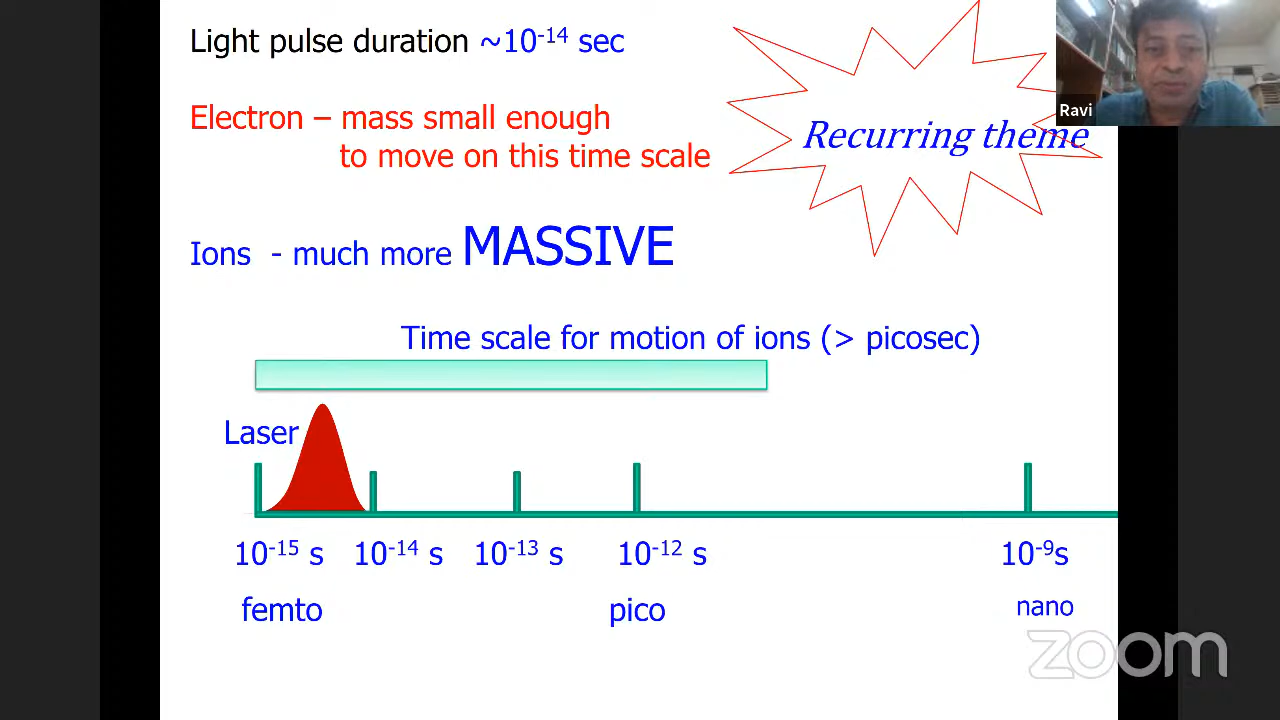 Light pulse duration ~10⁻¹⁴ sec
Ravi
Electron – mass small enough
to move on this time scale
Recurring theme
Ions - much more MASSIVE
Time scale for motion of ions (> picosec)
Laser
10⁻¹⁵ s 10⁻¹⁴ s 10⁻¹³ s 10⁻¹² s 10⁻⁹s
femto pico nano
zoom